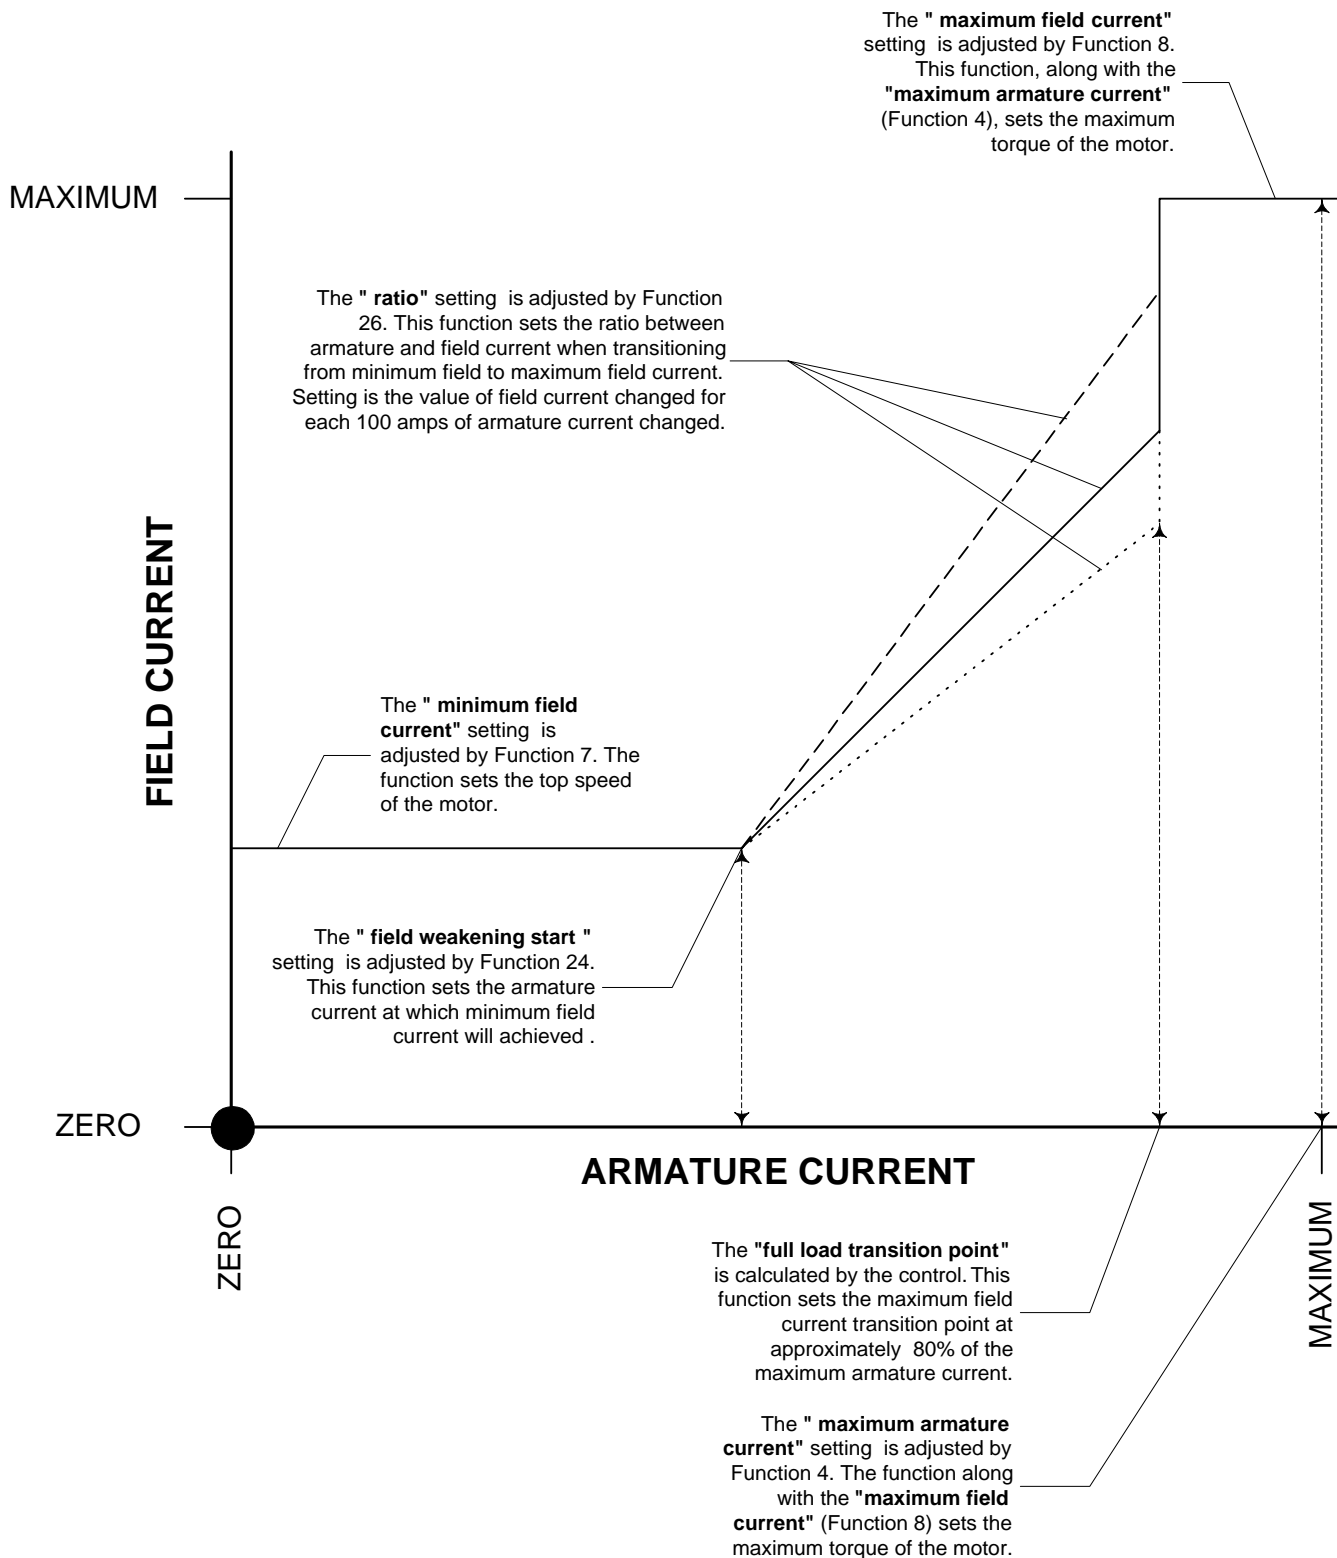 The " maximum field current"
setting is adjusted by Function 8.
This function, along with the
"maximum armature current"
(Function 4), sets the maximum
torque of the motor.
MAXIMUM
The " ratio" setting is adjusted by Function
26. This function sets the ratio between
armature and field current when transitioning
from minimum field to maximum field current.
Setting is the value of field current changed for
each 100 amps of armature current changed.
FIELD CURRENT
The " minimum field
current" setting is
adjusted by Function 7. The
function sets the top speed
of the motor.
The " field weakening start "
setting is adjusted by Function 24.
This function sets the armature
current at which minimum field
current will achieved .
ZERO
ARMATURE CURRENT
ZERO
MAXIMUM
The "full load transition point"
is calculated by the control. This
function sets the maximum field
current transition point at
approximately 80% of the
maximum armature current.
The " maximum armature
current" setting is adjusted by
Function 4. The function along
with the "maximum field
current" (Function 8) sets the
maximum torque of the motor.